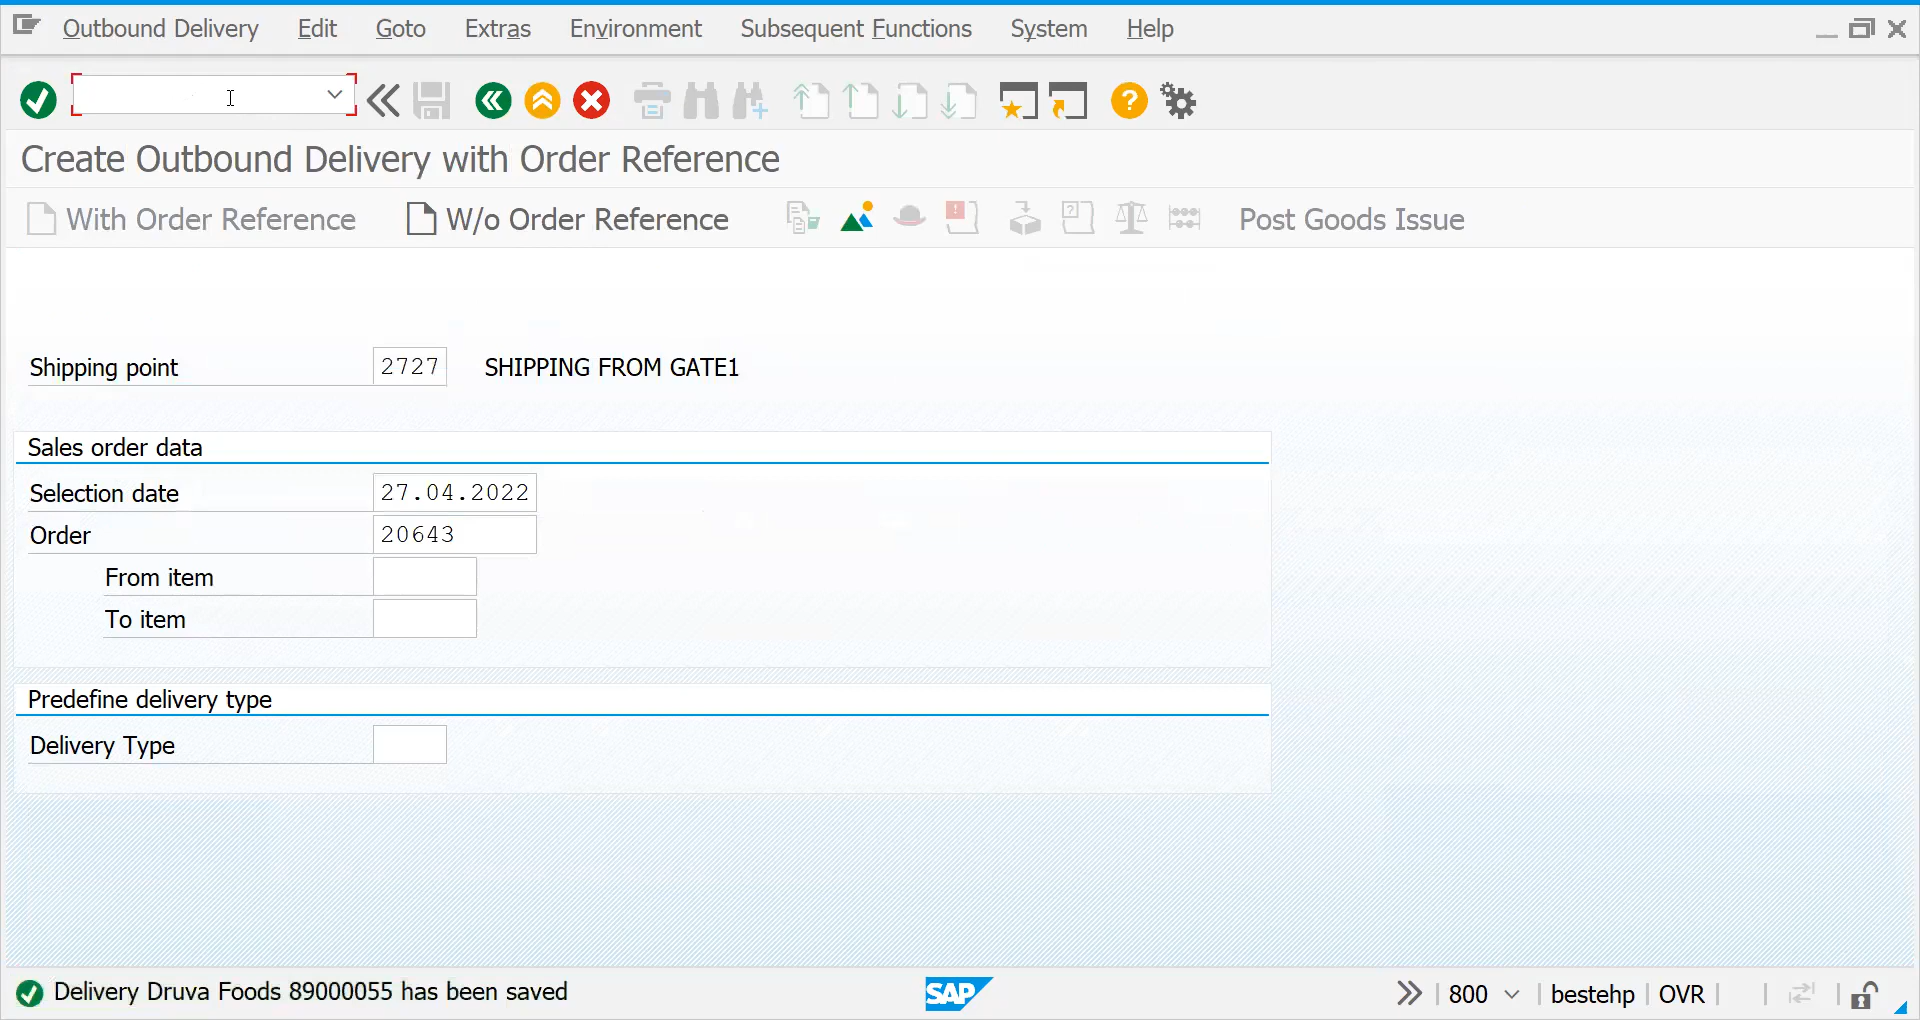 Outbound Delivery Edit Goto Extras Environment Subsequent Functions System Help
Create Outbound Delivery with Order Reference
With Order Reference W/o Order Reference Post Goods Issue
Shipping point 2727 SHIPPING FROM GATE1
Sales order data
Selection date 27.04.2022
Order 20643
From item
To item
Predefine delivery type
Delivery Type
Delivery Druva Foods 89000055 has been saved SAP 800 bestehp OVR